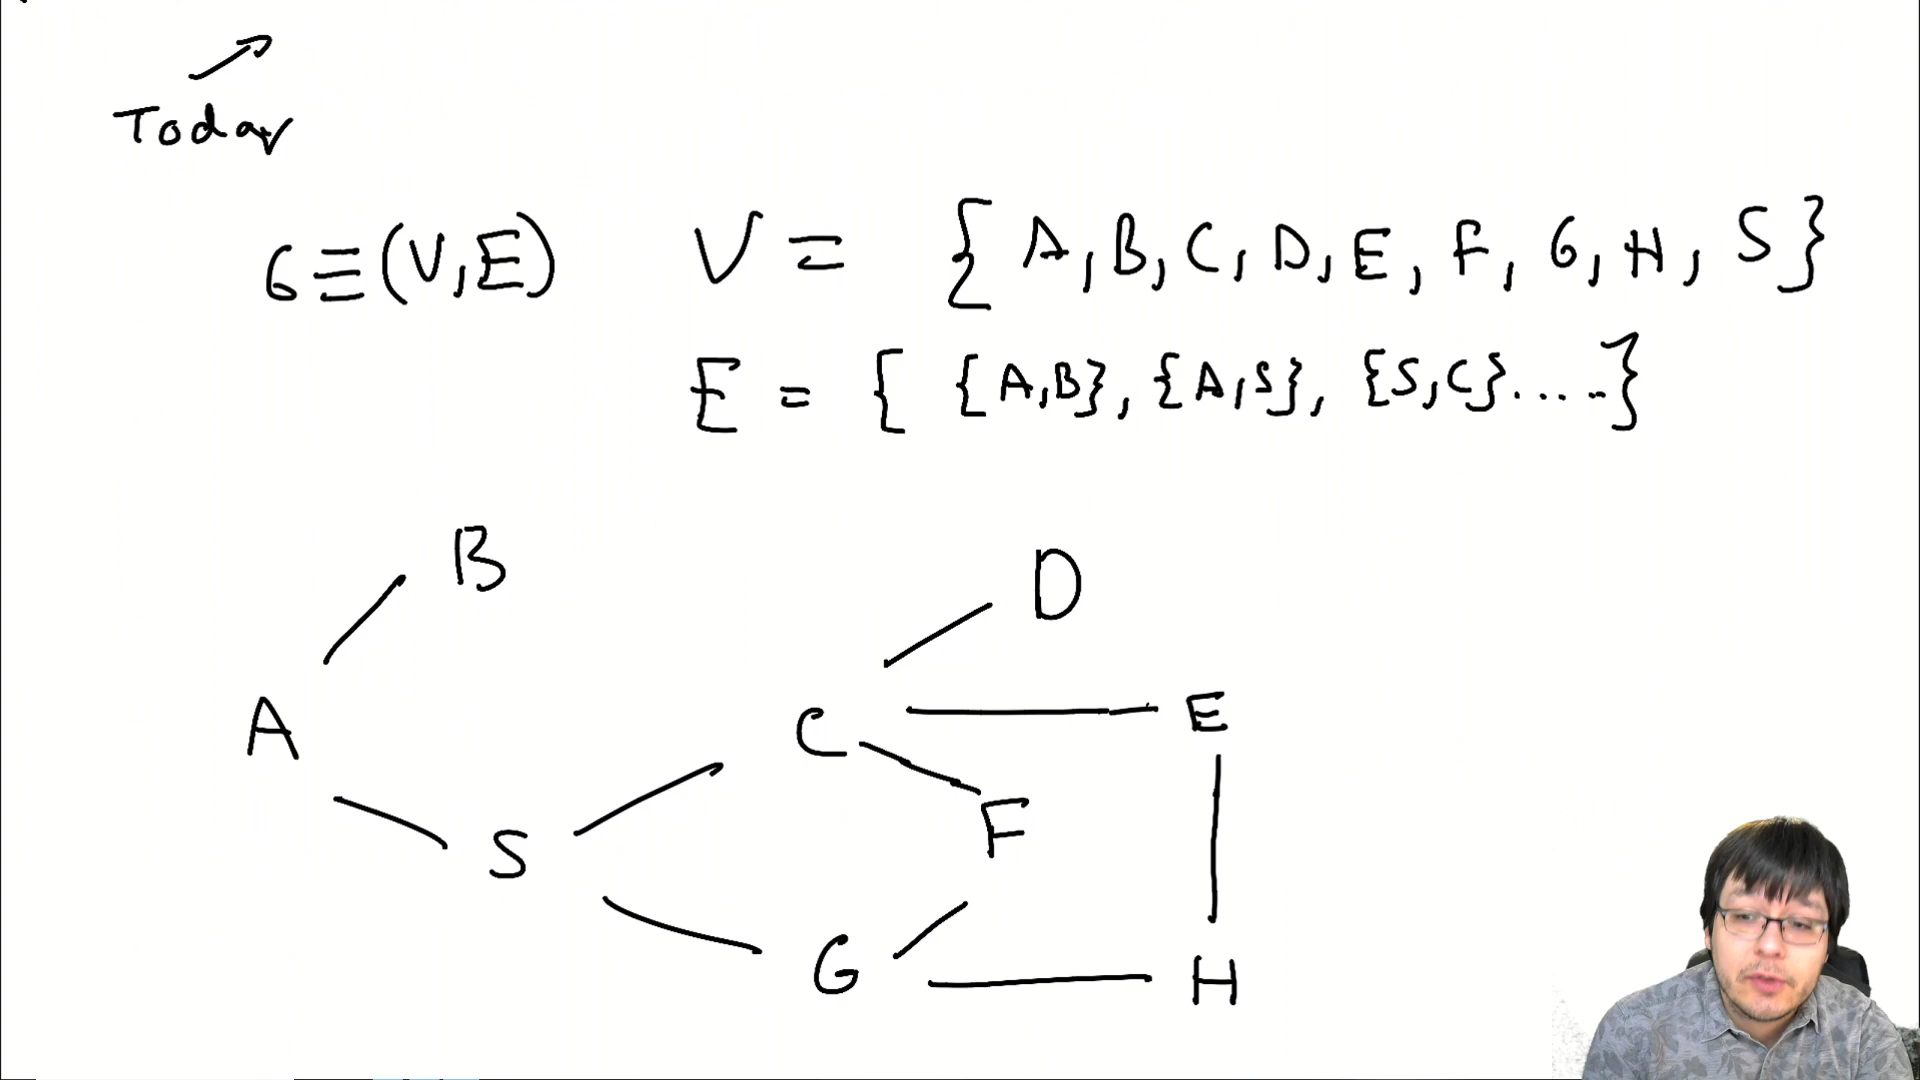 Today
G≡(V,E) V = {A,B,C,D,E,F,G,H,S}
E = { {A,B}, {A,S}, {S,C}.....}
B
D
A
C
E
F
S
G
H